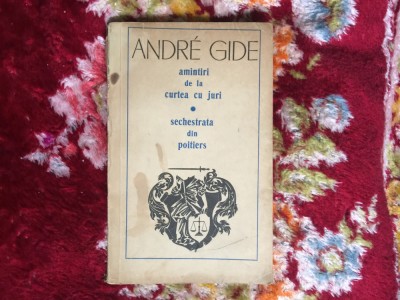 ANDRÉ GIDE
amintiri
de la
curtea cu juri
sechestrata
din
poitiers